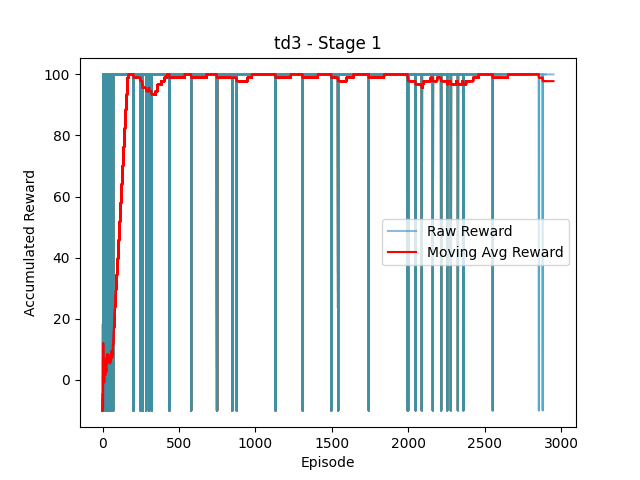 td3 - Stage 1
Accumulated Reward
100
80
60
40
20
0
Raw Reward
Moving Avg Reward
0
500
1000
1500
2000
2500
3000
Episode